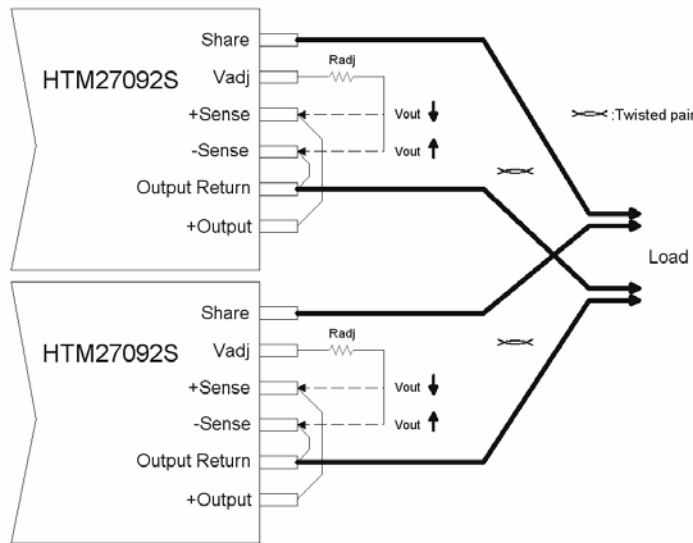 Share
HTM27092S
Vadj
Radj
+Sense
Vout
-Sense
Vout
Output Return
+Output
:Twisted pair
Load
Share
HTM27092S
Vadj
Radj
+Sense
Vout
-Sense
Vout
Output Return
+Output